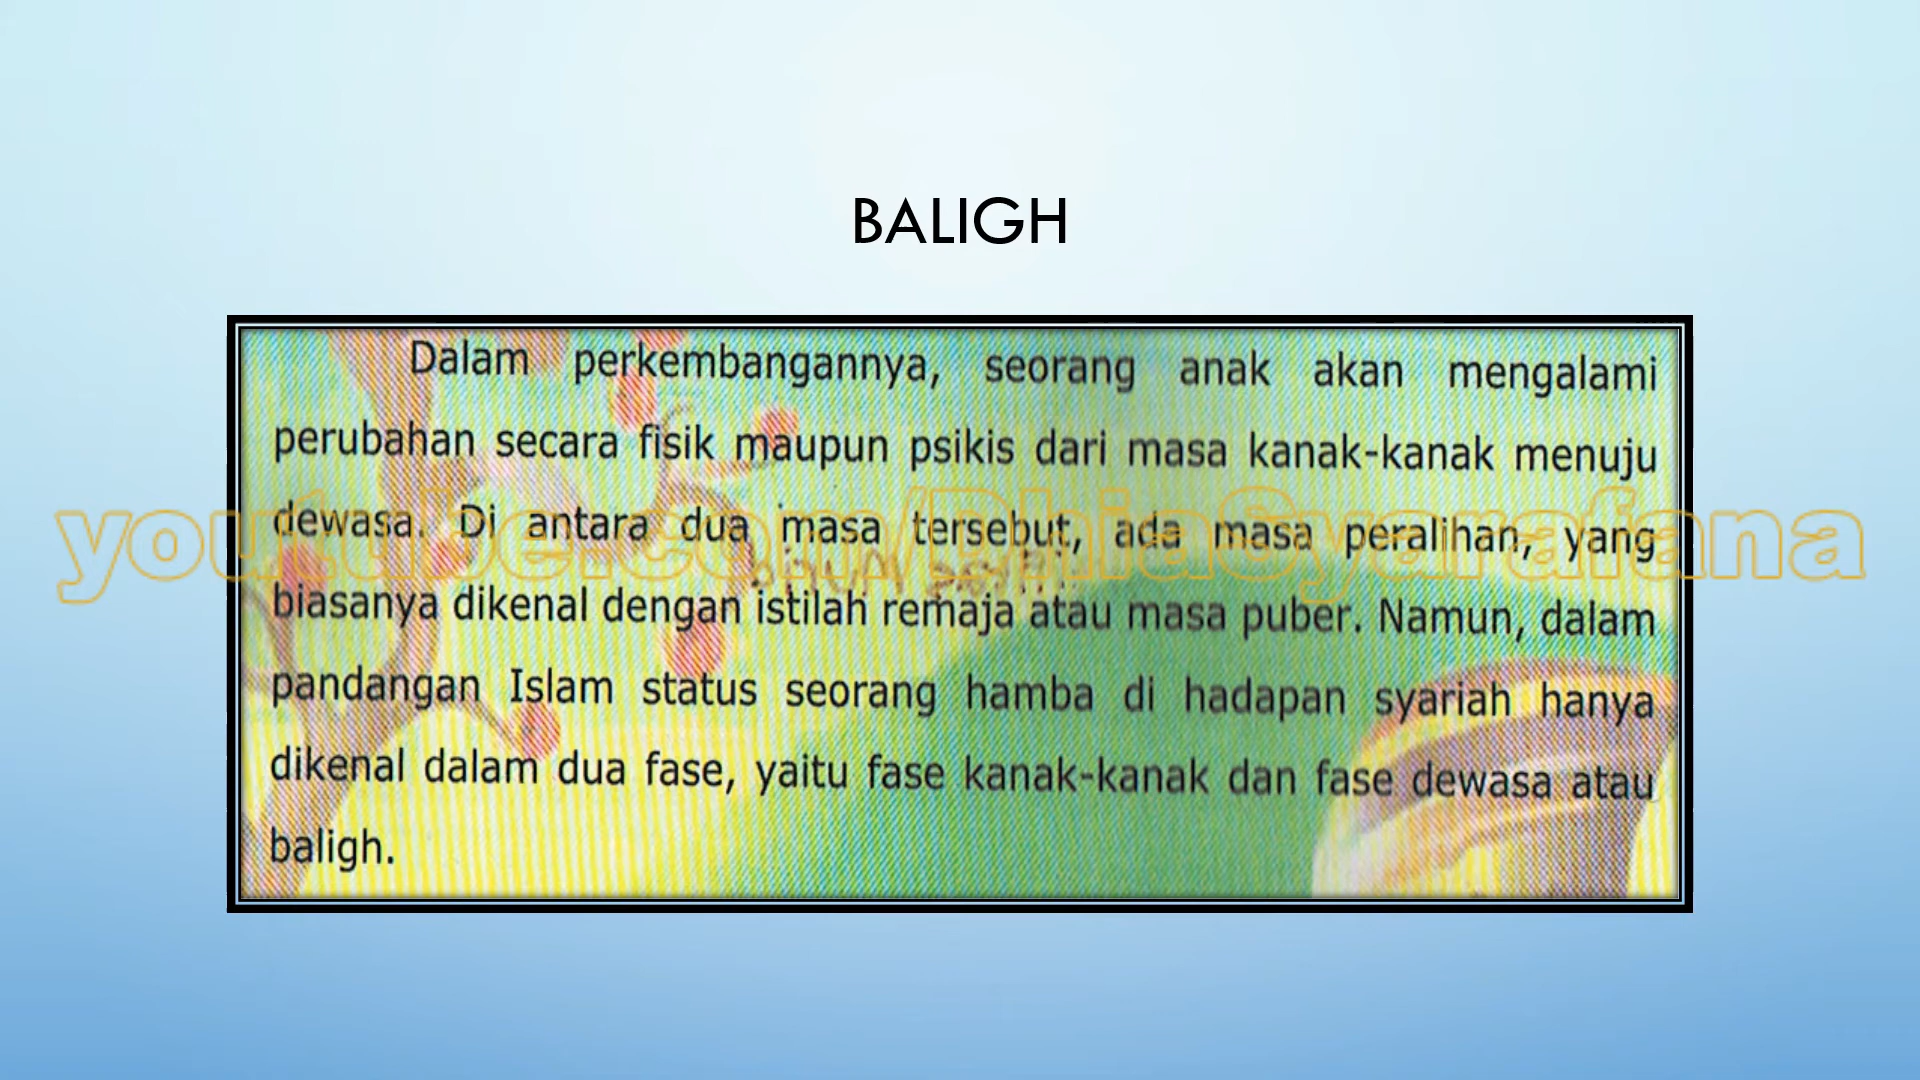 BALIGH
Dalam perkembangannya, seorang anak akan mengalami
perubahan secara fisik maupun psikis dari masa kanak-kanak menuju
dewasa. Di antara dua masa tersebut, ada masa peralihan, yang
youtube.com/DhiaSyarafana
biasanya dikenal dengan istilah remaja atau masa puber. Namun, dalam
pandangan Islam status seorang hamba di hadapan syariah hanya
dikenal dalam dua fase, yaitu fase kanak-kanak dan fase dewasa atau
baligh.